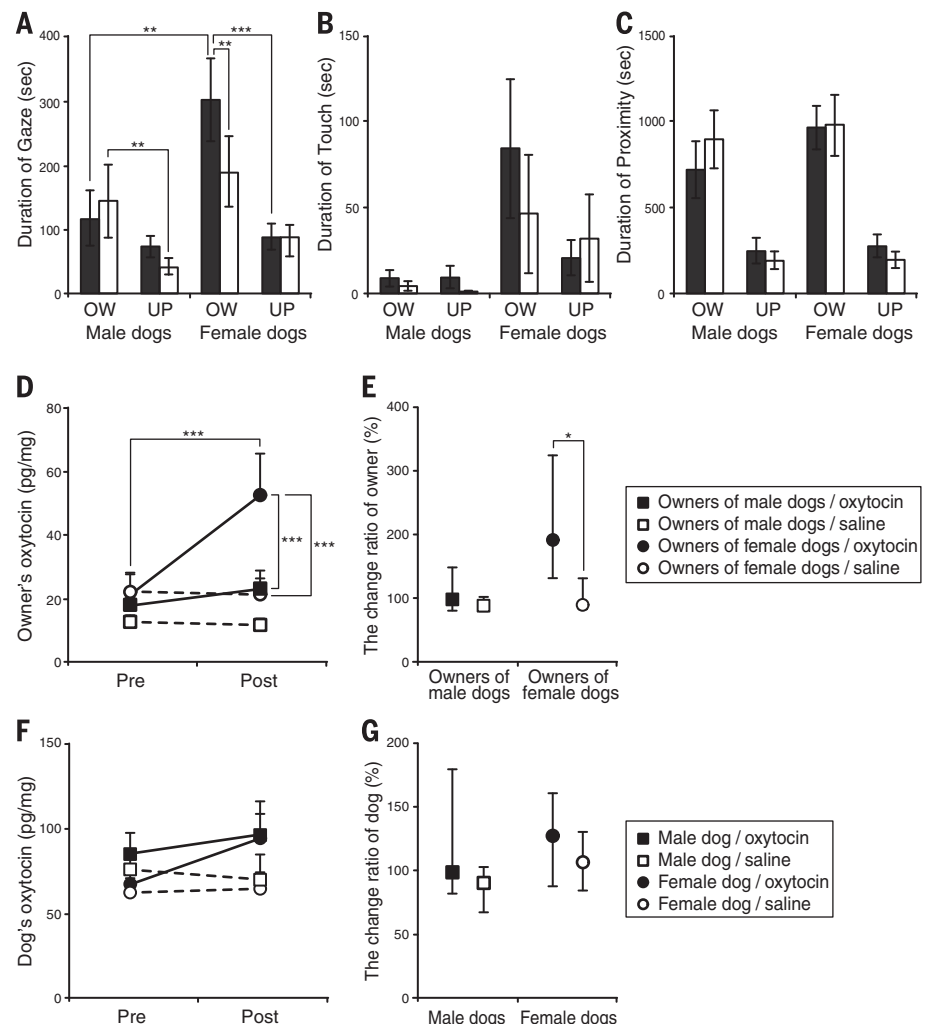 A
Duration of Gaze (sec)
400
300
200
100
0
**
***
**
**
OW UP OW UP
Male dogs Female dogs
B
Duration of Touch (sec)
150
100
50
0
OW UP OW UP
Male dogs Female dogs
C
Duration of Proximity (sec)
1500
1000
500
0
OW UP OW UP
Male dogs Female dogs
D
Owner's oxytocin (pg/mg)
80
60
40
20
0
***
***
***
Pre Post
E
The change ratio of owner (%)
400
300
200
100
0
*
Owners of male dogs
Owners of female dogs
Owners of male dogs / oxytocin
Owners of male dogs / saline
Owners of female dogs / oxytocin
Owners of female dogs / saline
F
Dog's oxytocin (pg/mg)
150
100
50
0
Pre Post
G
The change ratio of dog (%)
200
150
100
50
0
Male dogs Female dogs
Male dog / oxytocin
Male dog / saline
Female dog / oxytocin
Female dog / saline